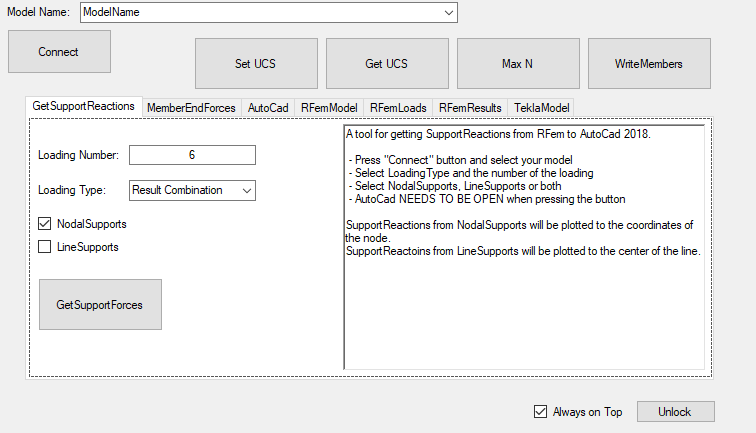 Model Name: ModelName
Connect
Set UCS Get UCS Max N WriteMembers
GetSupportReactions MemberEndForces AutoCad RFemModel RFemLoads RFemResults TeklaModel
Loading Number: 6
Loading Type: Result Combination
NodalSupports
LineSupports
GetSupportForces
A tool for getting SupportReactions from RFem to AutoCad 2018.
- Press "Connect" button and select your model
- Select LoadingType and the number of the loading
- Select NodalSupports, LineSupports or both
- AutoCad NEEDS TO BE OPEN when pressing the button
SupportReactions from NodalSupports will be plotted to the coordinates of
the node.
SupportReactoins from LineSupports will be plotted to the center of the line.
Always on Top Unlock